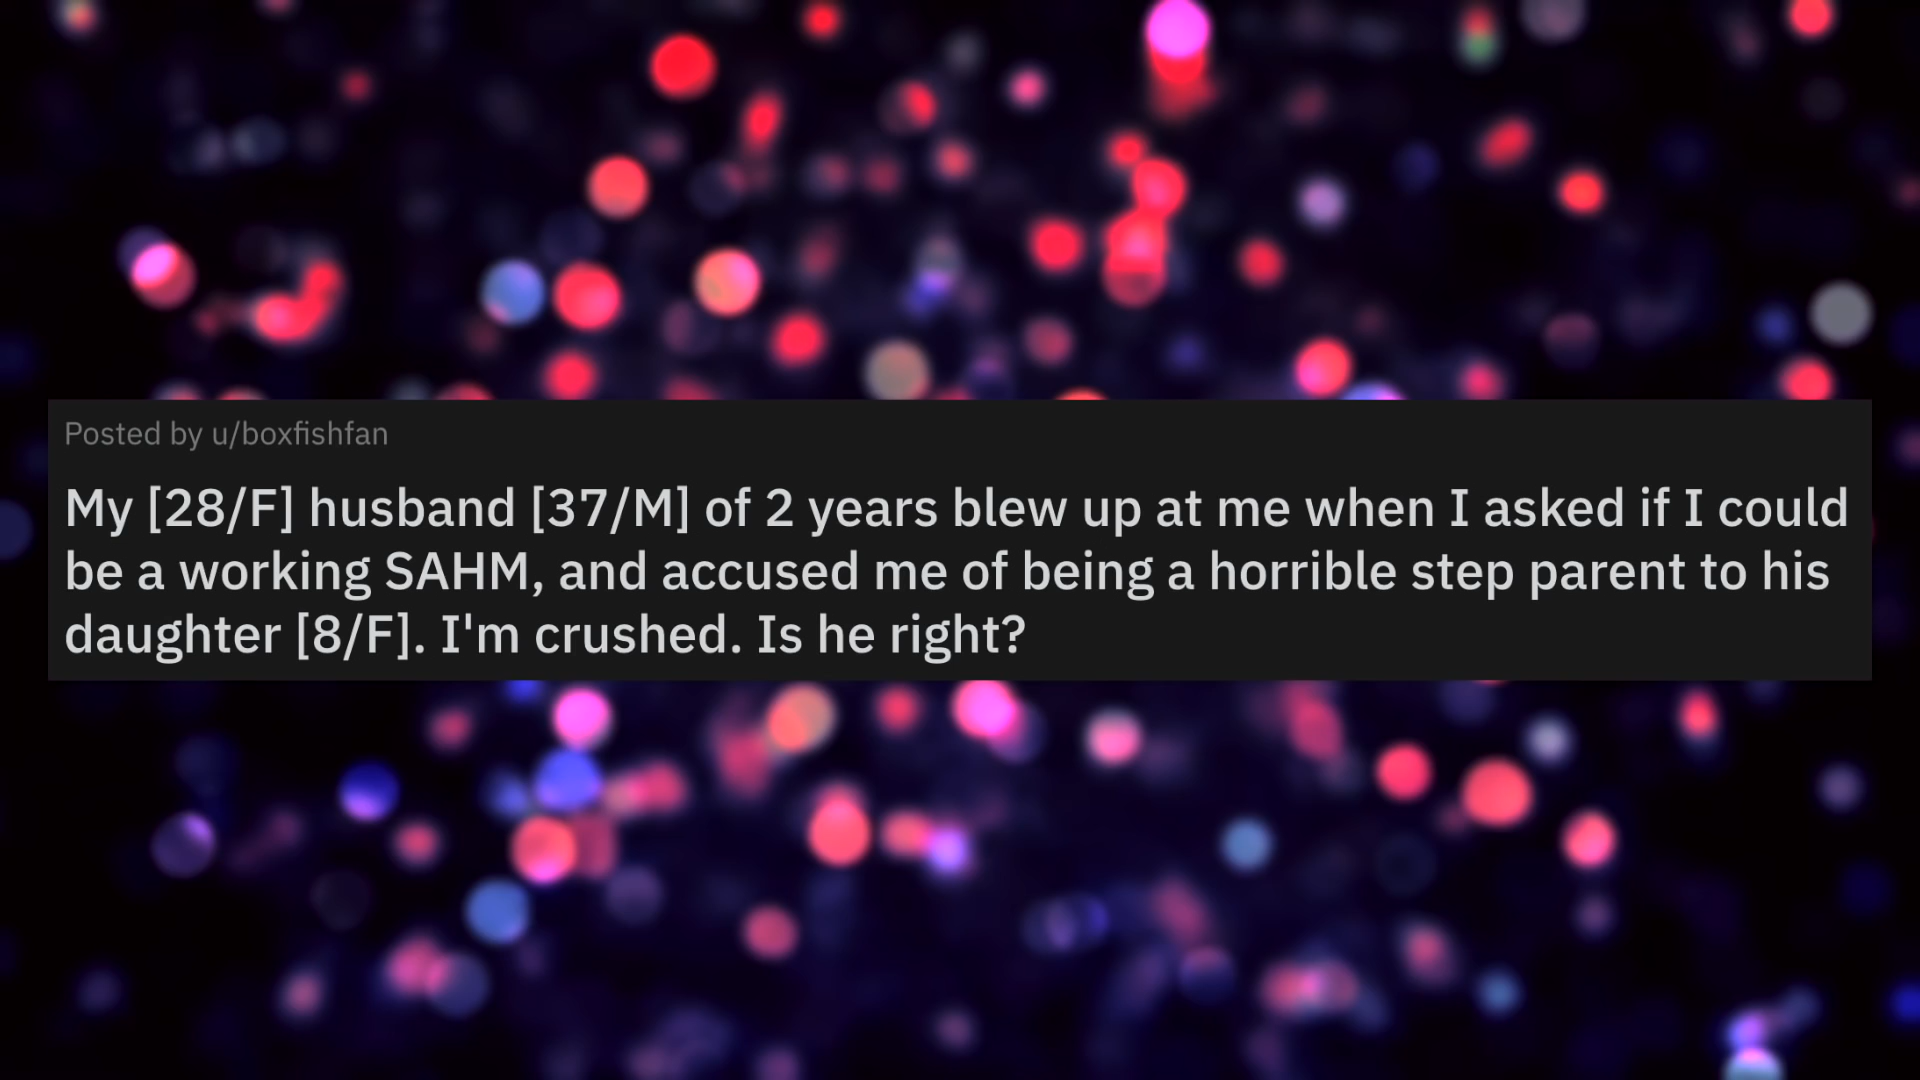 Posted by u/boxfishfan
My [28/F] husband [37/M] of 2 years blew up at me when I asked if I could
be a working SAHM, and accused me of being a horrible step parent to his
daughter [8/F]. I'm crushed. Is he right?